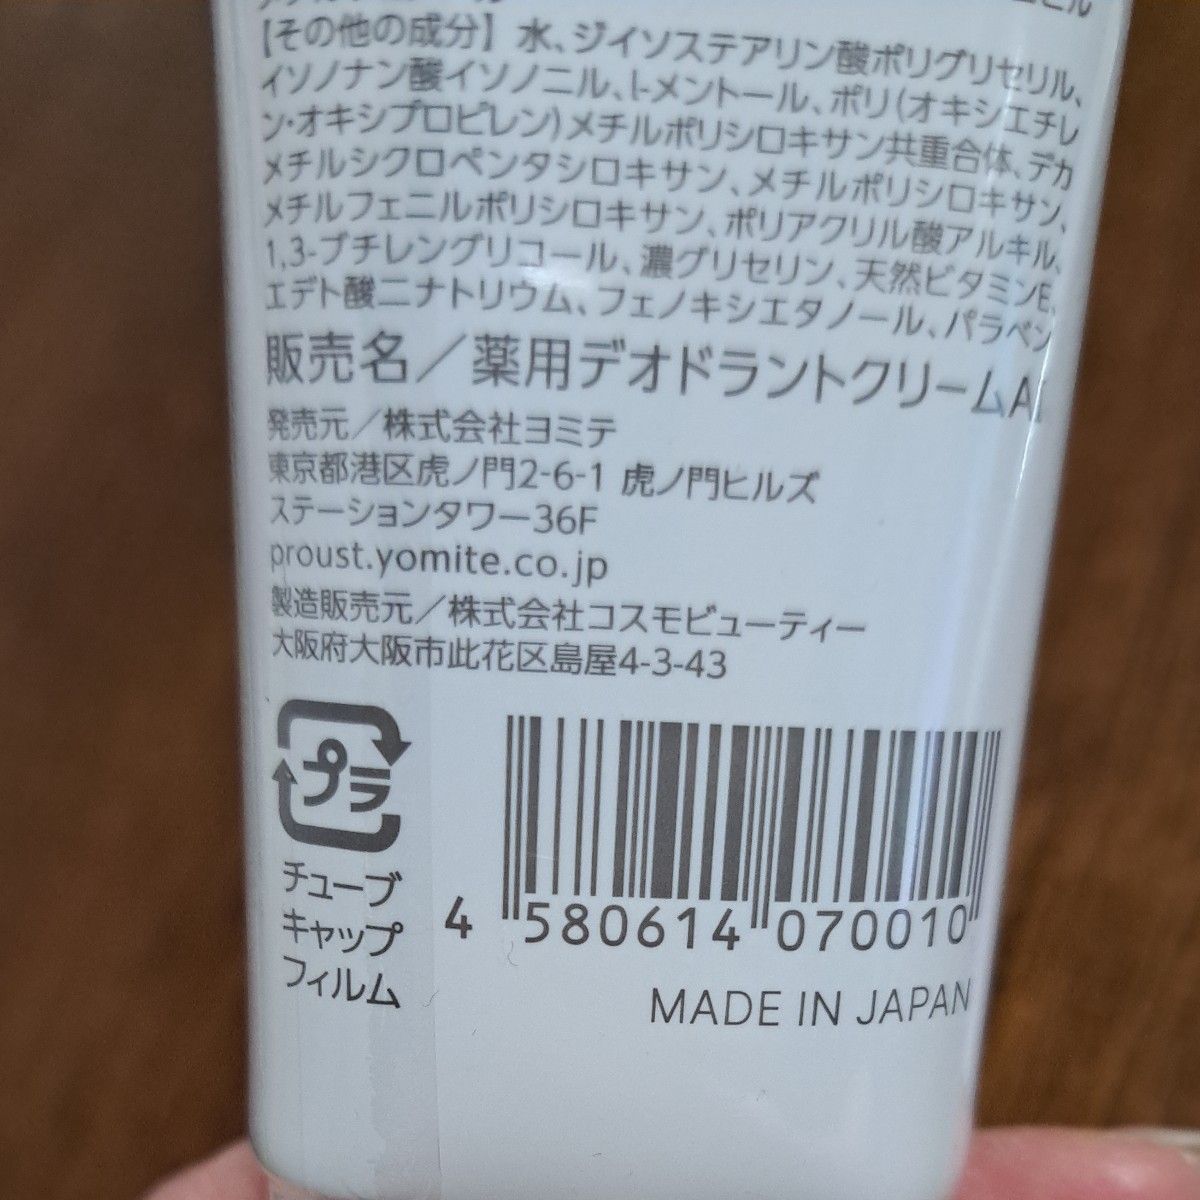 【その他の成分】水、ジイソステアリン酸ポリグリセリル、
イソノナン酸イソノニル、l-メントール、ポリ(オキシエチレ
ン・オキシプロピレン)メチルポリシロキサン共重合体、デカ
メチルシクロペンタシロキサン、メチルポリシロキサン、
メチルフェニルポリシロキサン、ポリアクリル酸アルキル、
1,3-ブチレングリコール、濃グリセリン、天然ビタミンE、
エデト酸二ナトリウム、フェノキシエタノール、パラベン
販売名／薬用デオドラントクリーム
発売元／株式会社ヨミテ
東京都港区虎ノ門2-6-1 虎ノ門ヒルズ
ステーションタワー36F
proust.yomite.co.jp
製造販売元／株式会社コスモビューティー
大阪府大阪市此花区島屋4-3-43
プラ
チューブ
キャップ
フィルム
4 580614 070010
MADE IN JAPAN